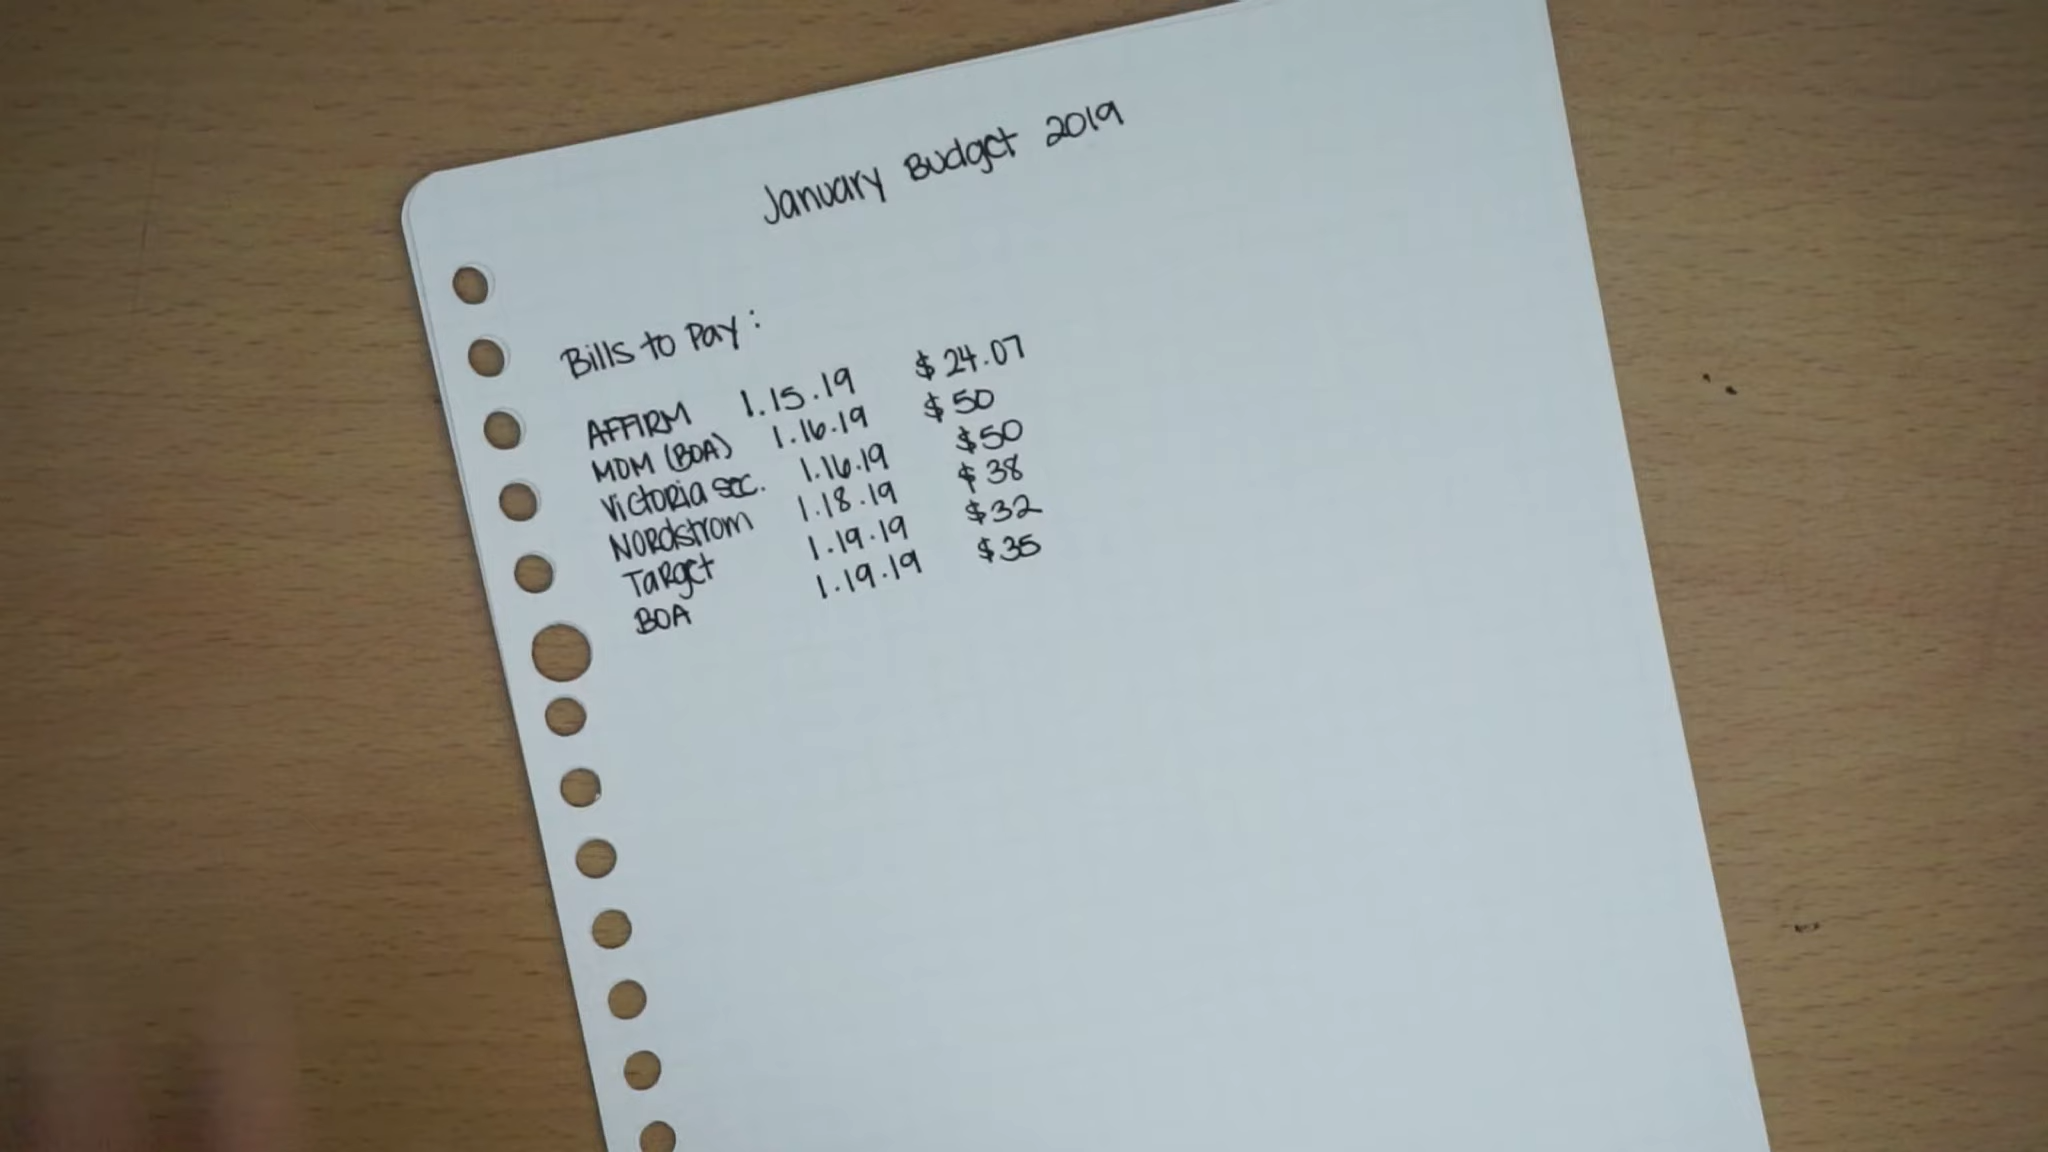 January Budget 2019
Bills to Pay:
AFFIRM 1.15.19 $24.07
MOM (BOA) 1.16.19 $50
Victoria sec. 1.16.19 $50
Nordstrom 1.18.19 $38
Target 1.19.19 $32
BOA 1.19.19 $35